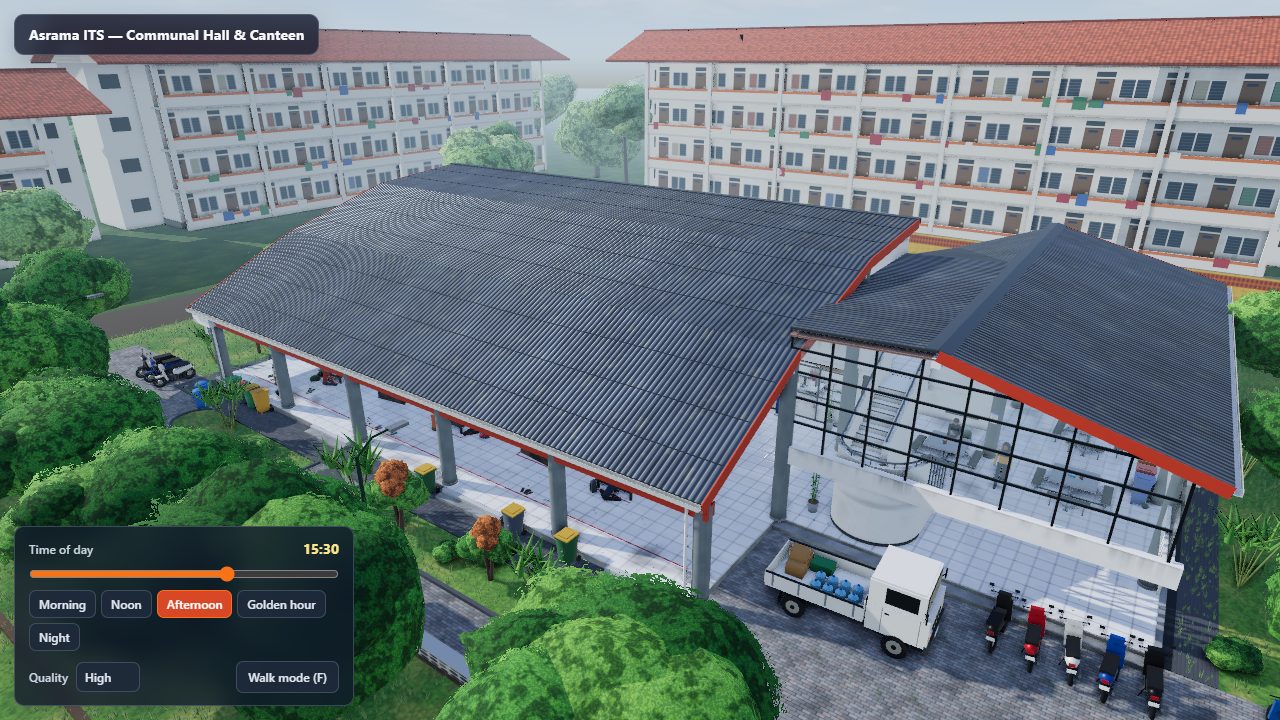 Asrama ITS — Communal Hall & Canteen
Time of day 15:30
Morning Noon Afternoon Golden hour
Night
Quality High Walk mode (F)